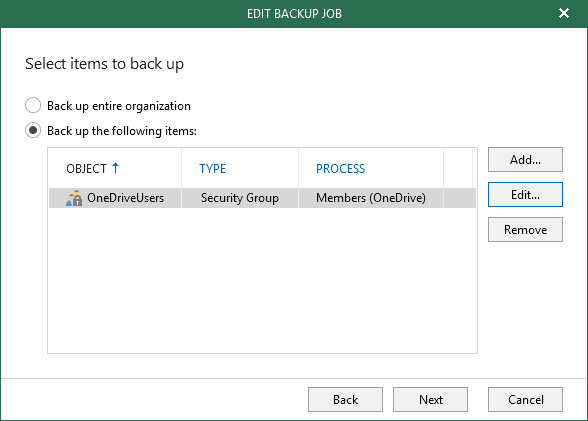 EDIT BACKUP JOB
Select items to back up
Back up entire organization
Back up the following items:
OBJECT TYPE PROCESS
OneDriveUsers Security Group Members (OneDrive)
Add...
Edit...
Remove
Back Next Cancel